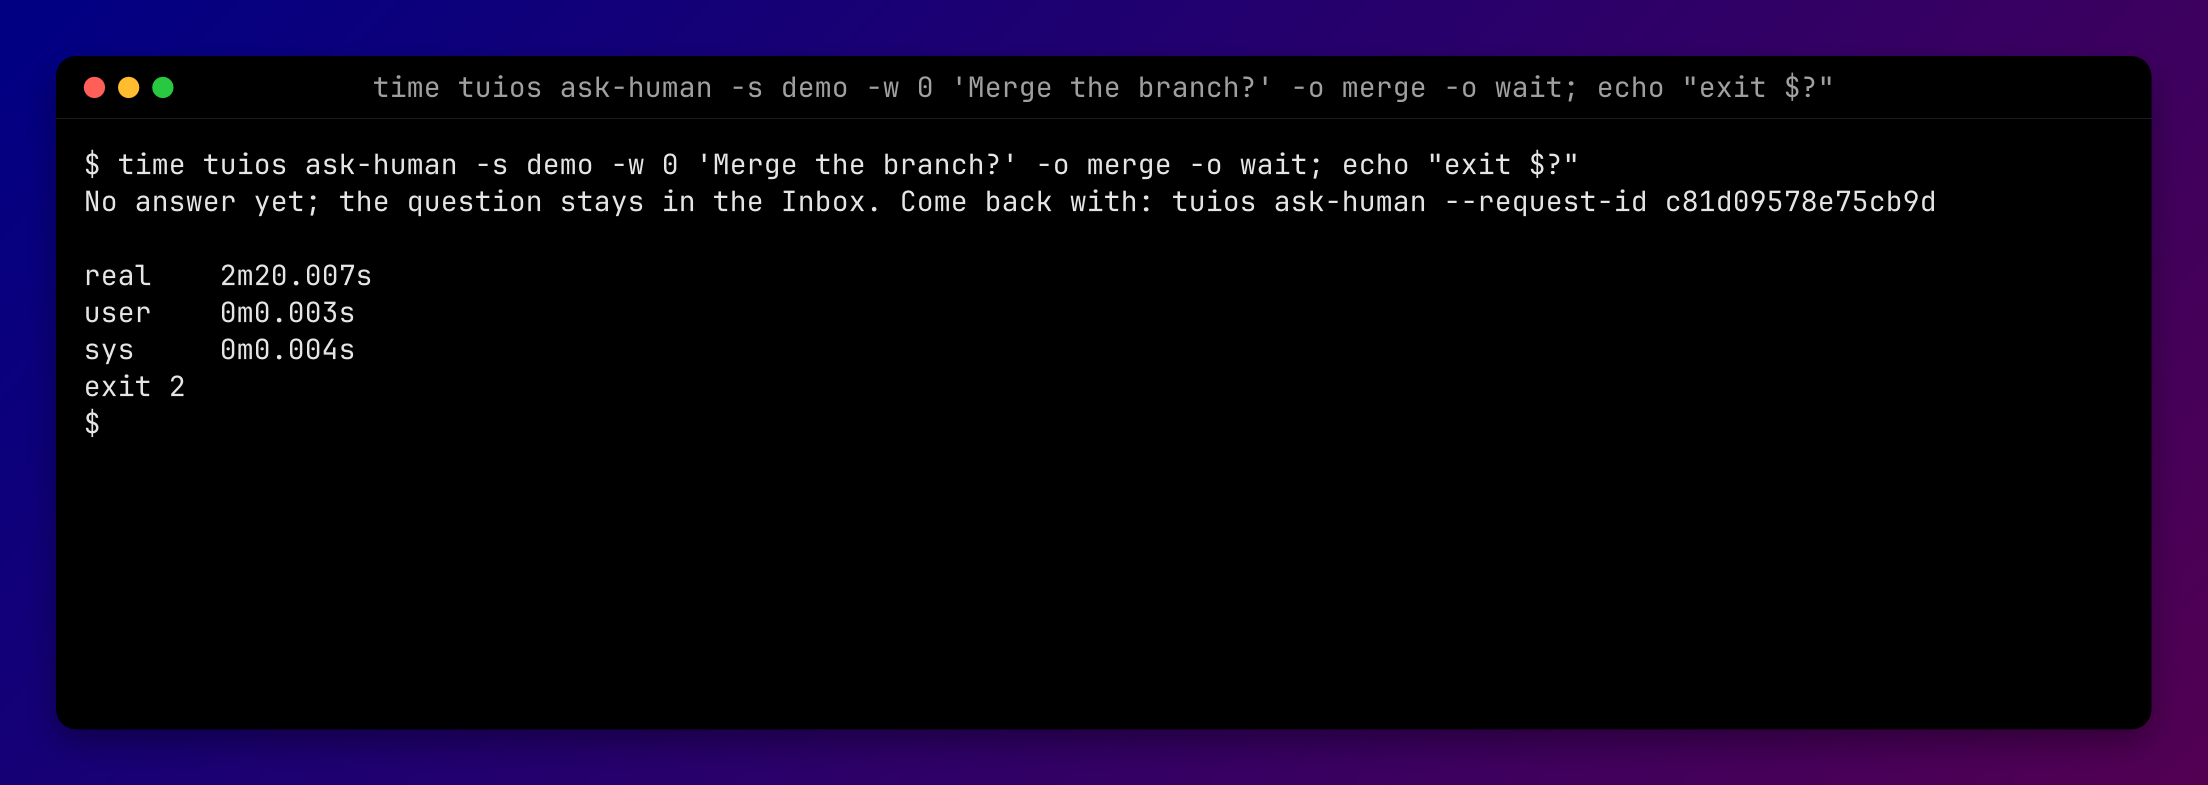 time tuios ask-human -s demo -w 0 'Merge the branch?' -o merge -o wait; echo "exit $?"
$ time tuios ask-human -s demo -w 0 'Merge the branch?' -o merge -o wait; echo "exit $?"
No answer yet; the question stays in the Inbox. Come back with: tuios ask-human --request-id c81d09578e75cb9d

real    2m20.007s
user    0m0.003s
sys     0m0.004s
exit 2
$